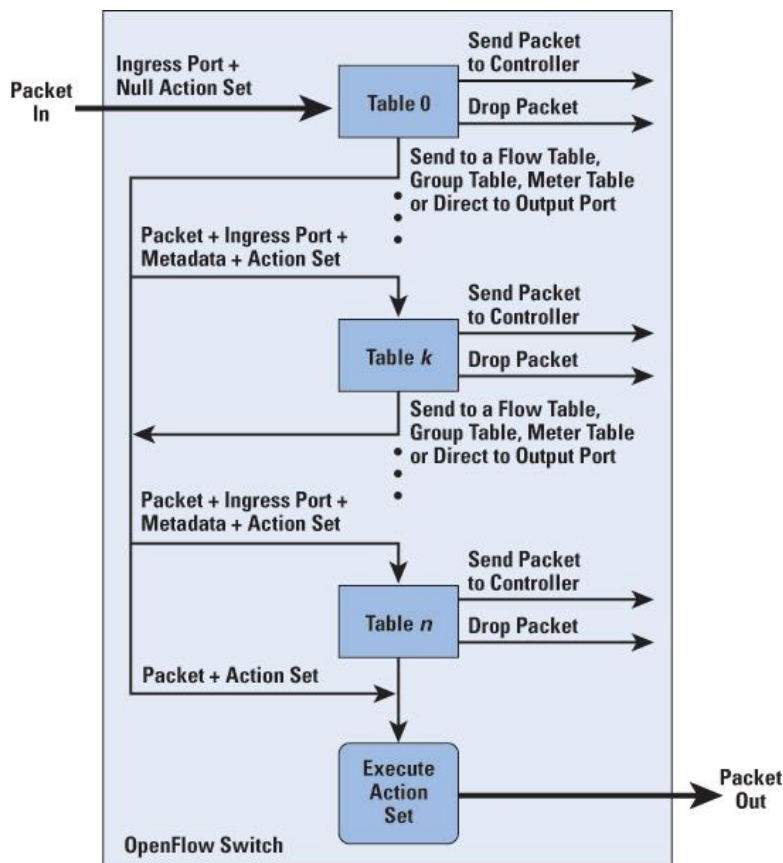 Ingress Port +
Null Action Set
Packet
In
Table 0
Send Packet
to Controller
Drop Packet
Send to a Flow Table,
Group Table, Meter Table
or Direct to Output Port
Packet + Ingress Port +
Metadata + Action Set
Table k
Send Packet
to Controller
Drop Packet
Send to a Flow Table,
Group Table, Meter Table
or Direct to Output Port
Packet + Ingress Port +
Metadata + Action Set
Table n
Send Packet
to Controller
Drop Packet
Packet + Action Set
Execute
Action
Set
Packet
Out
OpenFlow Switch